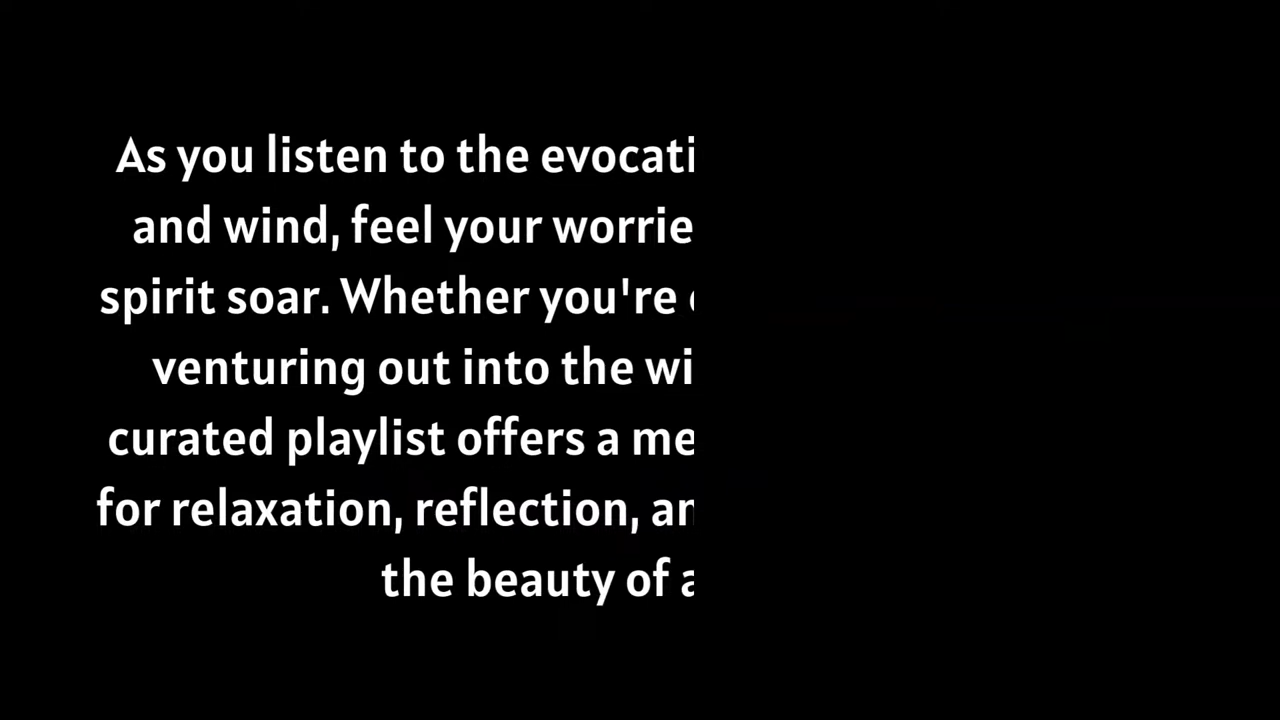 As you listen to the evocati
and wind, feel your worrie
spirit soar. Whether you're
venturing out into the wi
curated playlist offers a me
for relaxation, reflection, an
the beauty of a